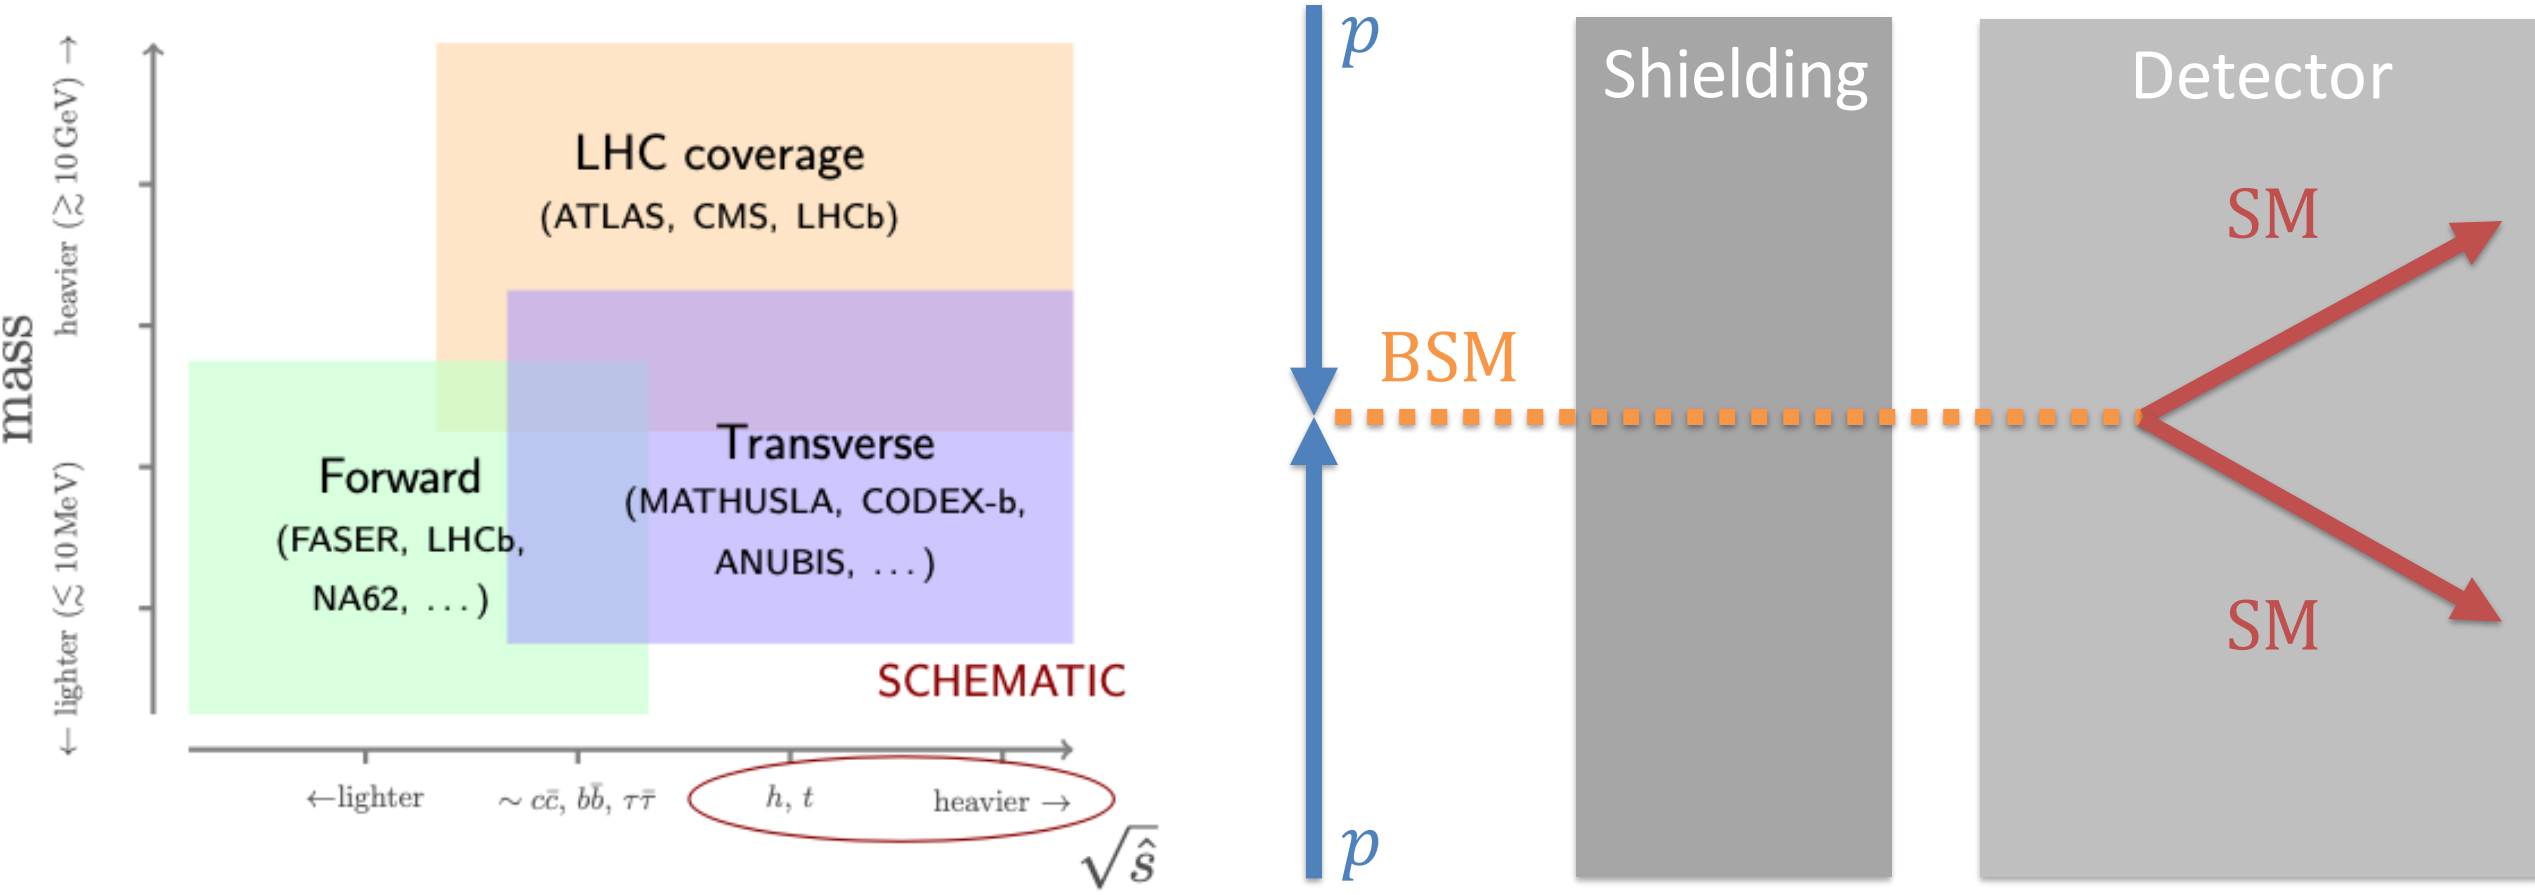 mass
← lighter (≲ 10 MeV)
heavier (≳ 10 GeV) →
LHC coverage
(ATLAS, CMS, LHCb)
Forward
(FASER, LHCb,
NA62, ...)
Transverse
(MATHUSLA, CODEX-b,
ANUBIS, ...)
SCHEMATIC
←lighter
~ cc̄, bb̄, ττ̄
h, t
heavier →
√ŝ
p
p
BSM
Shielding
Detector
SM
SM